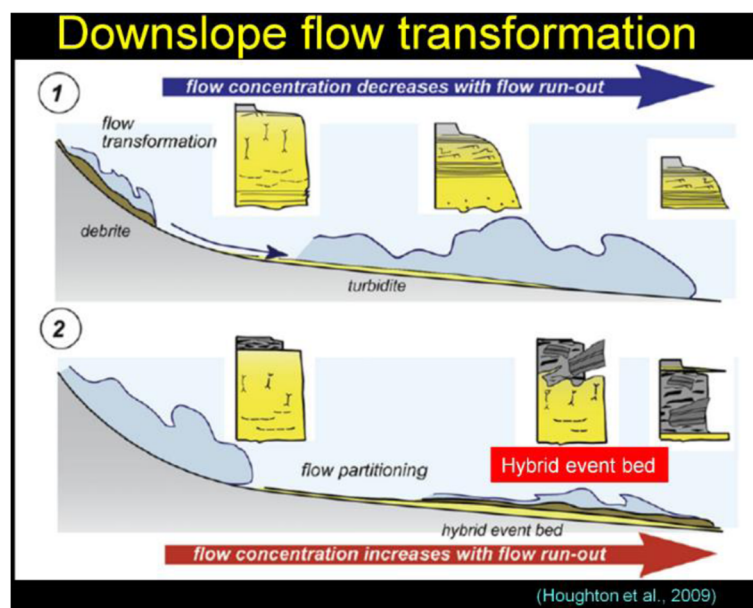 Downslope flow transformation
1
flow concentration decreases with flow run-out
flow
transformation
debrite
turbidite
2
flow partitioning
Hybrid event bed
hybrid event bed
flow concentration increases with flow run-out
(Houghton et al., 2009)